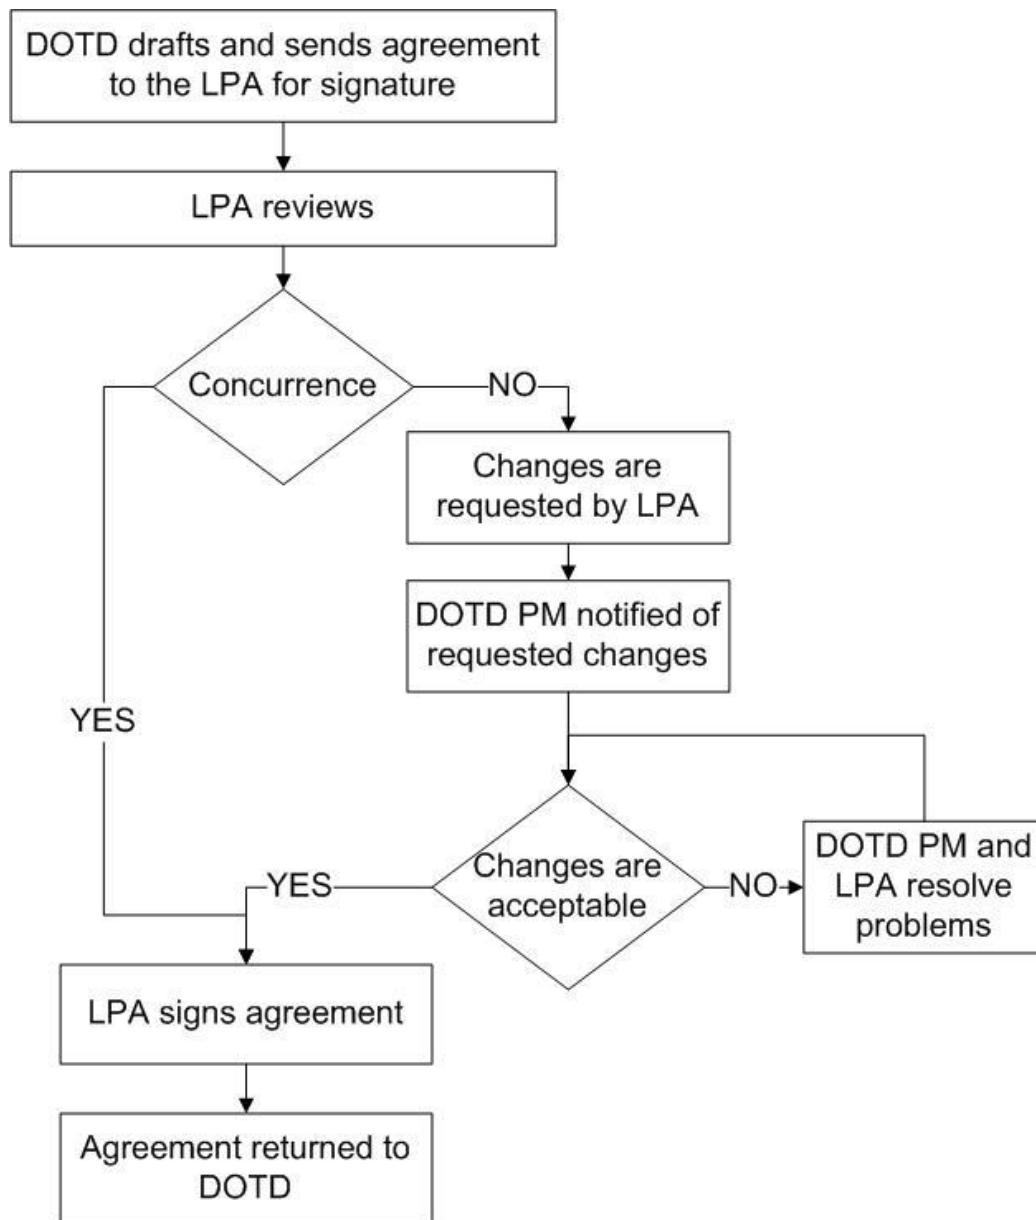 DOTD drafts and sends agreement
to the LPA for signature
LPA reviews
Concurrence
NO
Changes are
requested by LPA
DOTD PM notified of
requested changes
YES
Changes are
acceptable
YES
NO
DOTD PM and
LPA resolve
problems
LPA signs agreement
Agreement returned to
DOTD